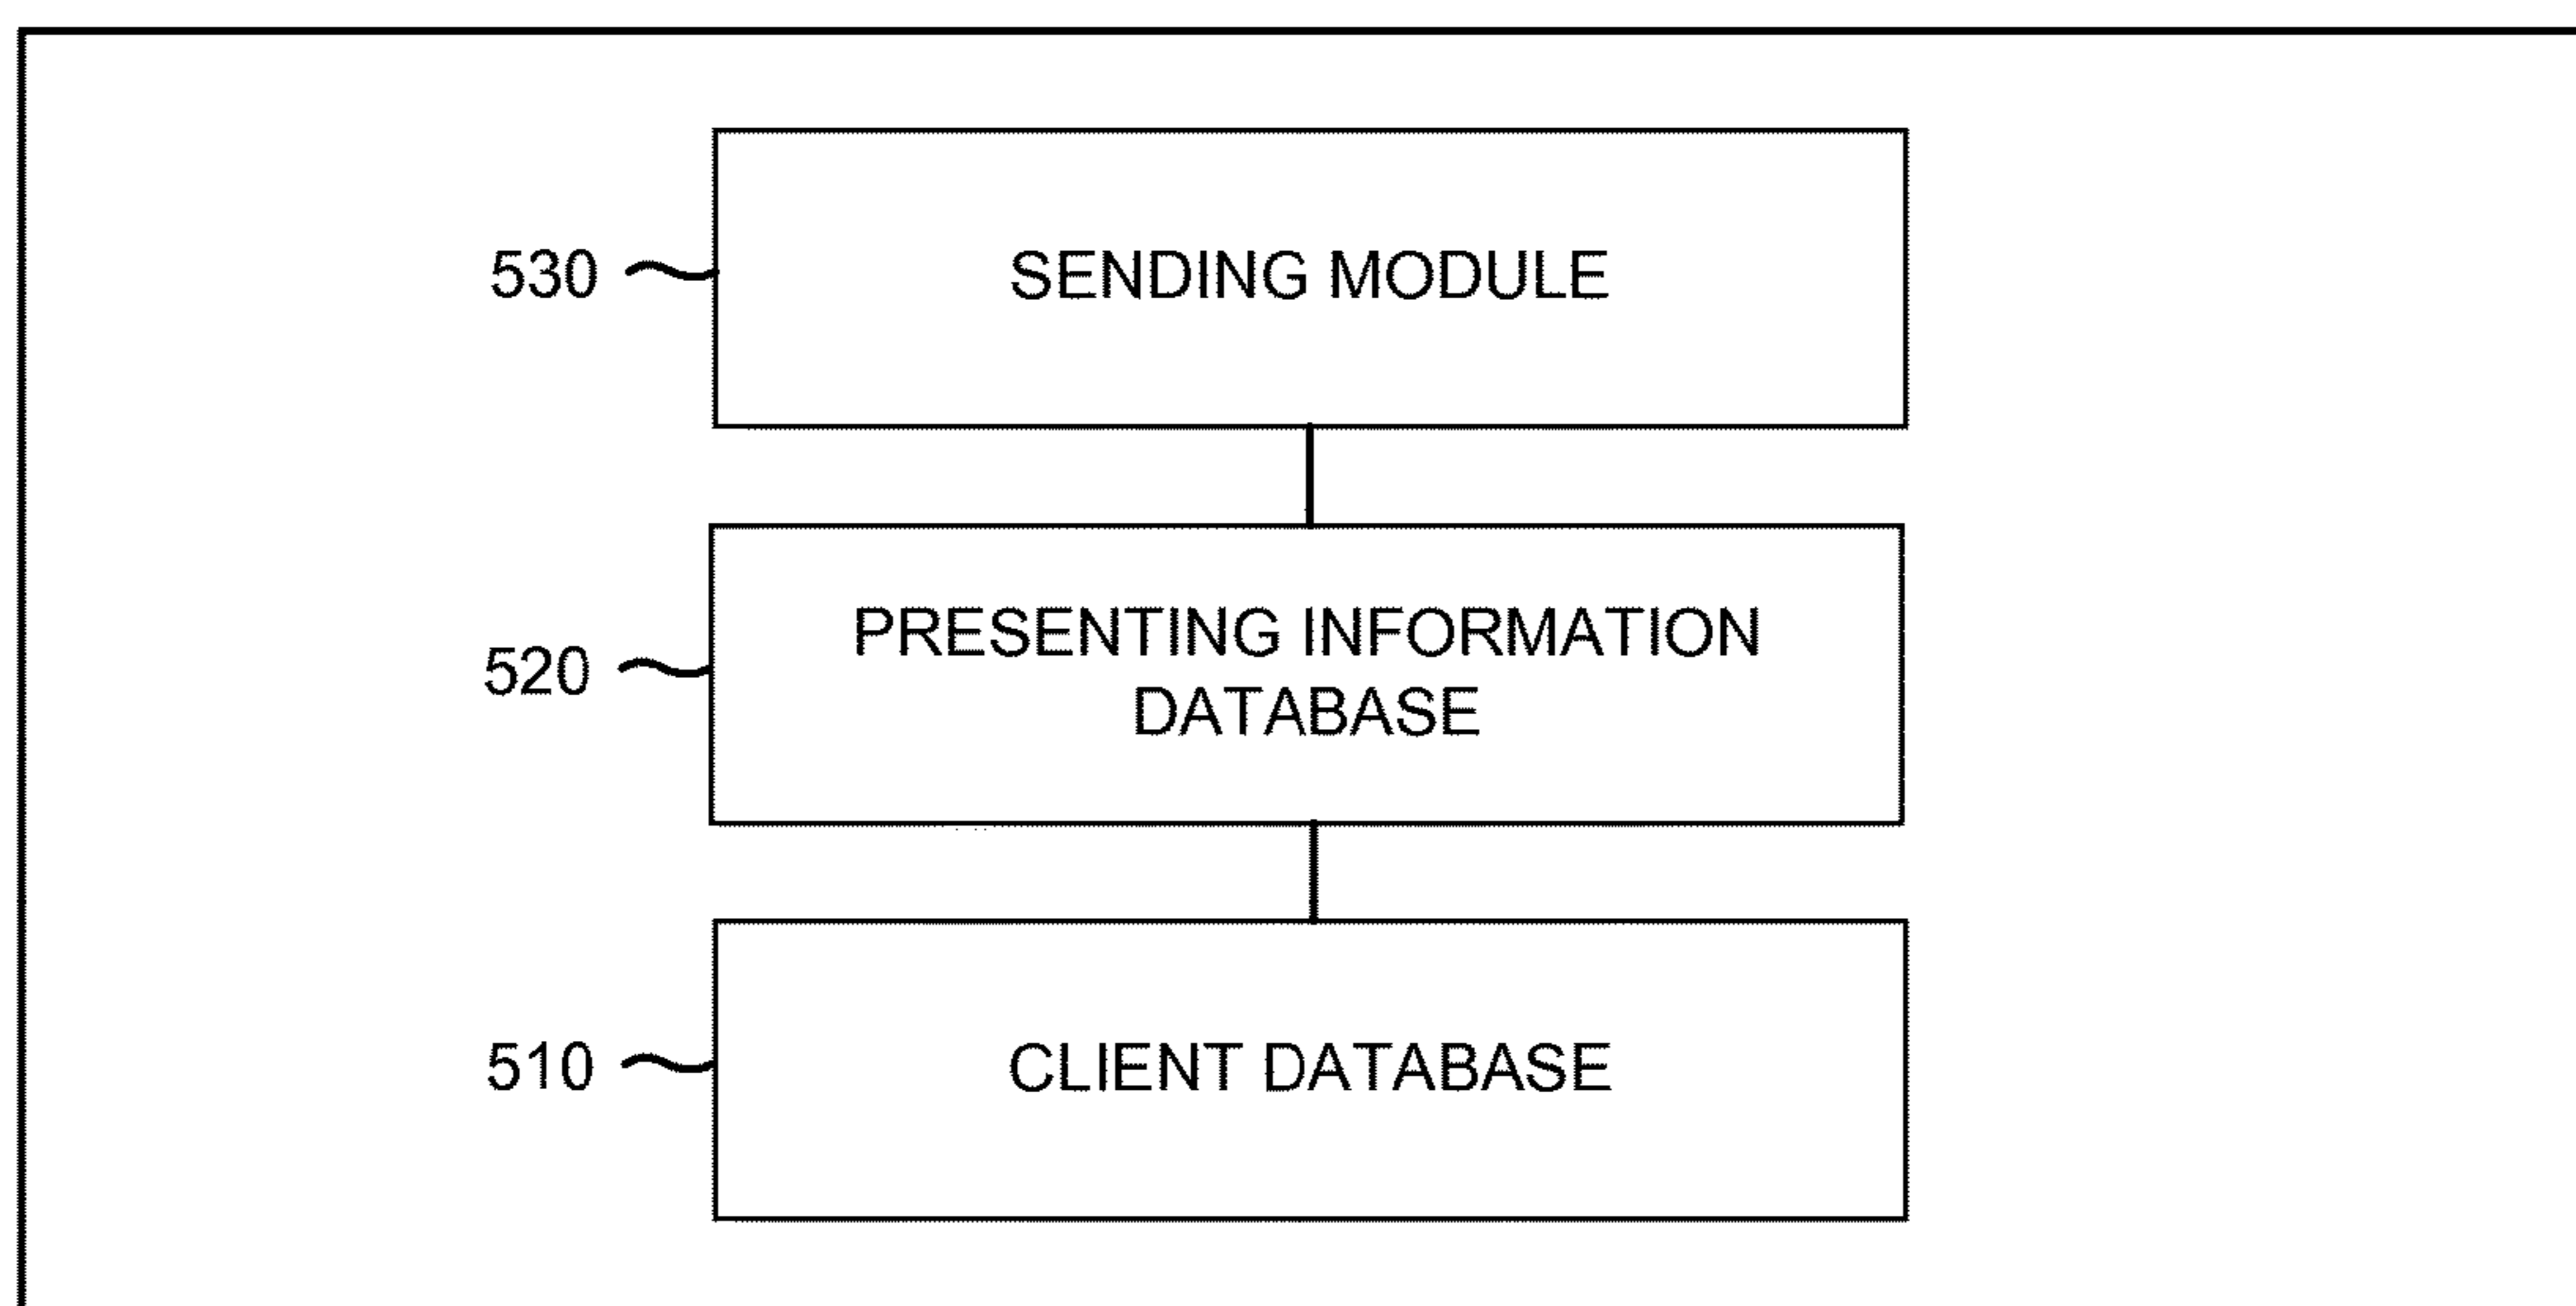 530 SENDING MODULE
520 PRESENTING INFORMATION
DATABASE
510 CLIENT DATABASE